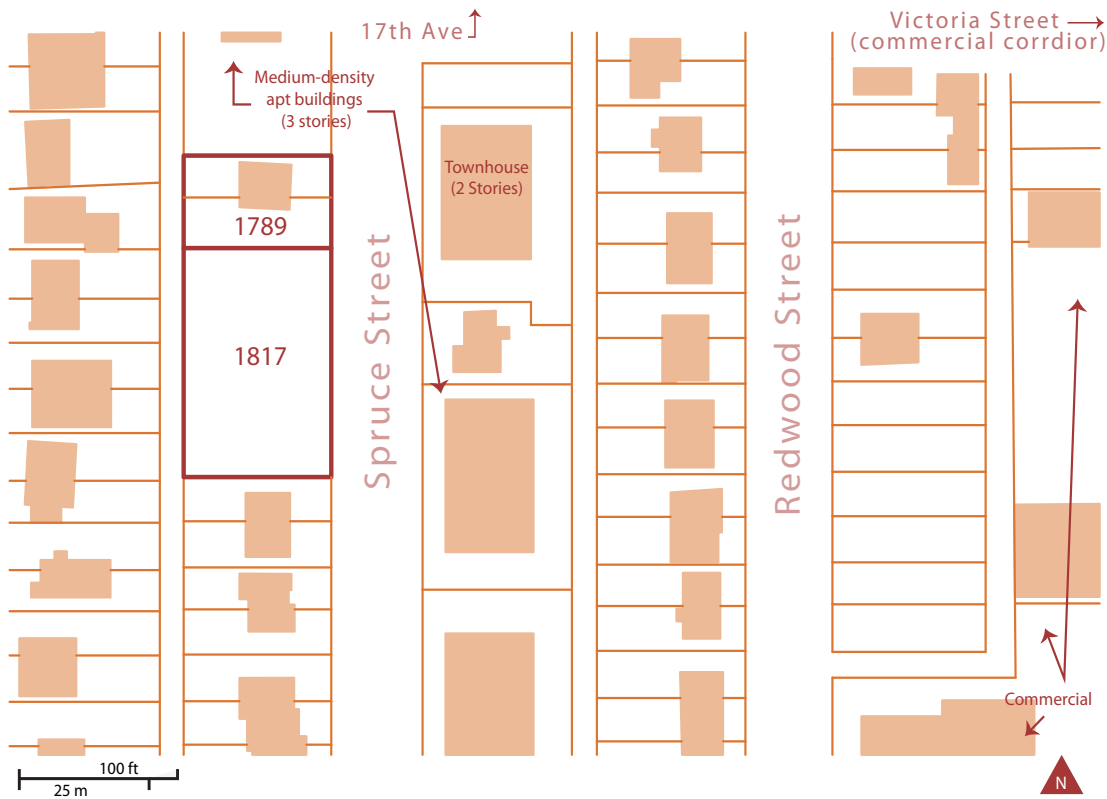 17th Ave
Victoria Street
(commercial corrdior)
Medium-density
apt buildings
(3 stories)
Townhouse
(2 Stories)
1789
1817
Spruce Street
Redwood Street
Commercial
100 ft
25 m
N